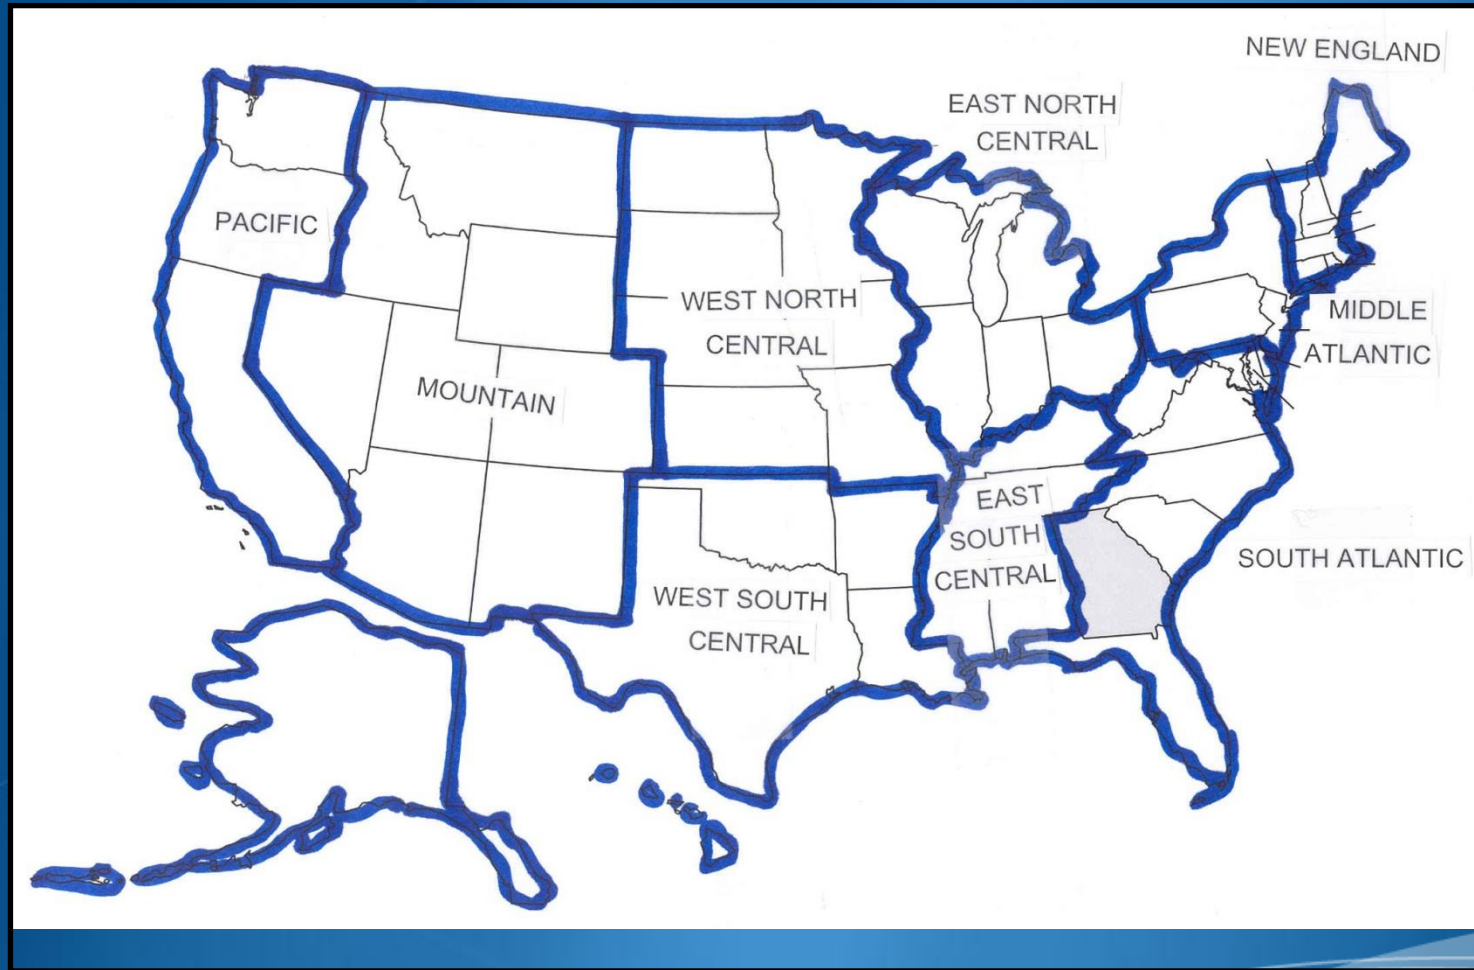 NEW ENGLAND
EAST NORTH
CENTRAL
PACIFIC
WEST NORTH
CENTRAL
MIDDLE
ATLANTIC
MOUNTAIN
EAST
SOUTH
CENTRAL
SOUTH ATLANTIC
WEST SOUTH
CENTRAL